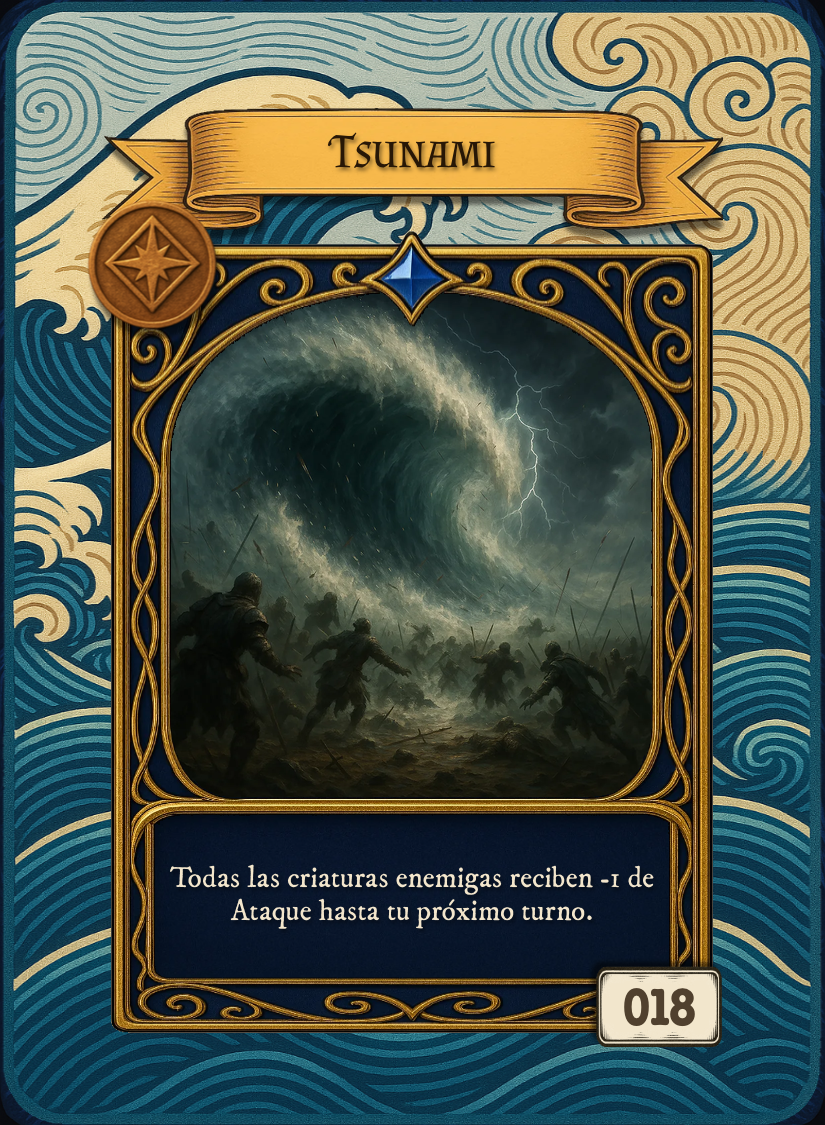 Tsunami
Todas las criaturas enemigas reciben -1 de
Ataque hasta tu próximo turno.
018